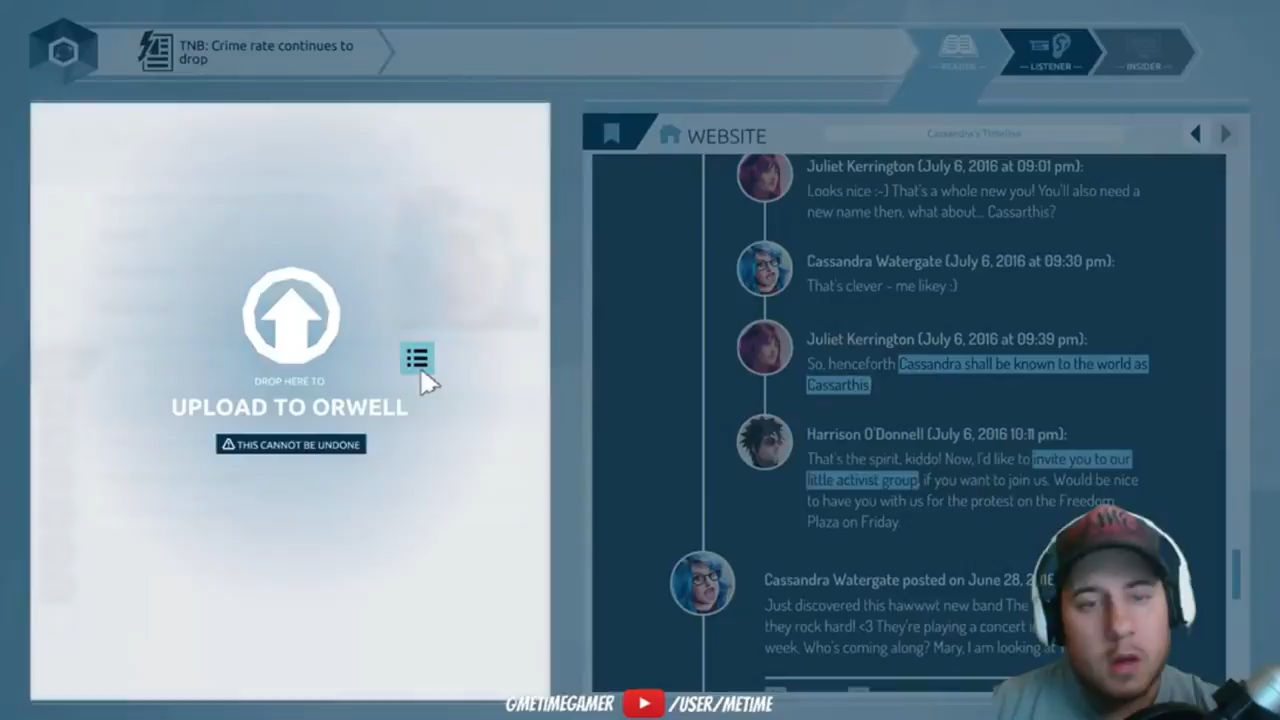 TNB: Crime rate continues to
drop
READER
LISTENER
INSIDER
WEBSITE
Cassandra's Timeline
Juliet Kerrington (July 6, 2016 at 09:01 pm):
Looks nice :-) That's a whole new you! You'll also need a
new name then, what about... Cassarthis?
Cassandra Watergate (July 6, 2016 at 09:30 pm):
That's clever - me likey :)
Juliet Kerrington (July 6, 2016 at 09:39 pm):
So, henceforth Cassandra shall be known to the world as
Cassarthis
Harrison O'Donnell (July 6, 2016 10:11 pm):
That's the spirit, kiddo! Now, I'd like to invite you to our
little activist group, if you want to join us. Would be nice
to have you with us for the protest on the Freedom
Plaza on Friday.
Cassandra Watergate posted on June 28, 2
Just discovered this hawwwt new band The
they rock hard! <3 They're playing a concert
week. Who's coming along? Mary, I am looking at
DROP HERE TO
UPLOAD TO ORWELL
THIS CANNOT BE UNDONE
@METIMEGAMER /USER/METIME